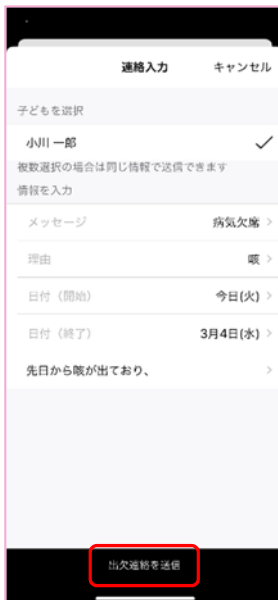 連絡入力 キャンセル
子どもを選択
小川 一郎
複数選択の場合は同じ情報で送信できます
情報を入力
メッセージ 病気欠席
理由 咳
日付（開始） 今日(火)
日付（終了） 3月4日(水)
先日から咳が出ており、
出欠連絡を送信